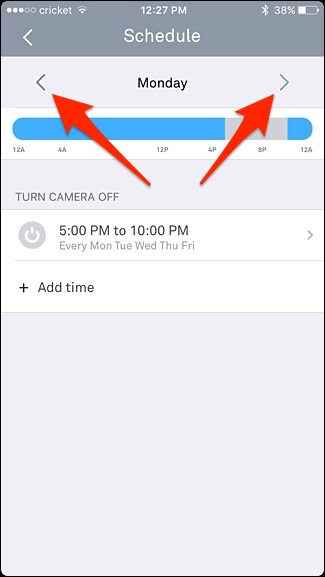 cricket 12:27 PM 38%
Schedule
Monday
12A 4A 12P 4P 8P 12A
TURN CAMERA OFF
5:00 PM to 10:00 PM
Every Mon Tue Wed Thu Fri
+ Add time